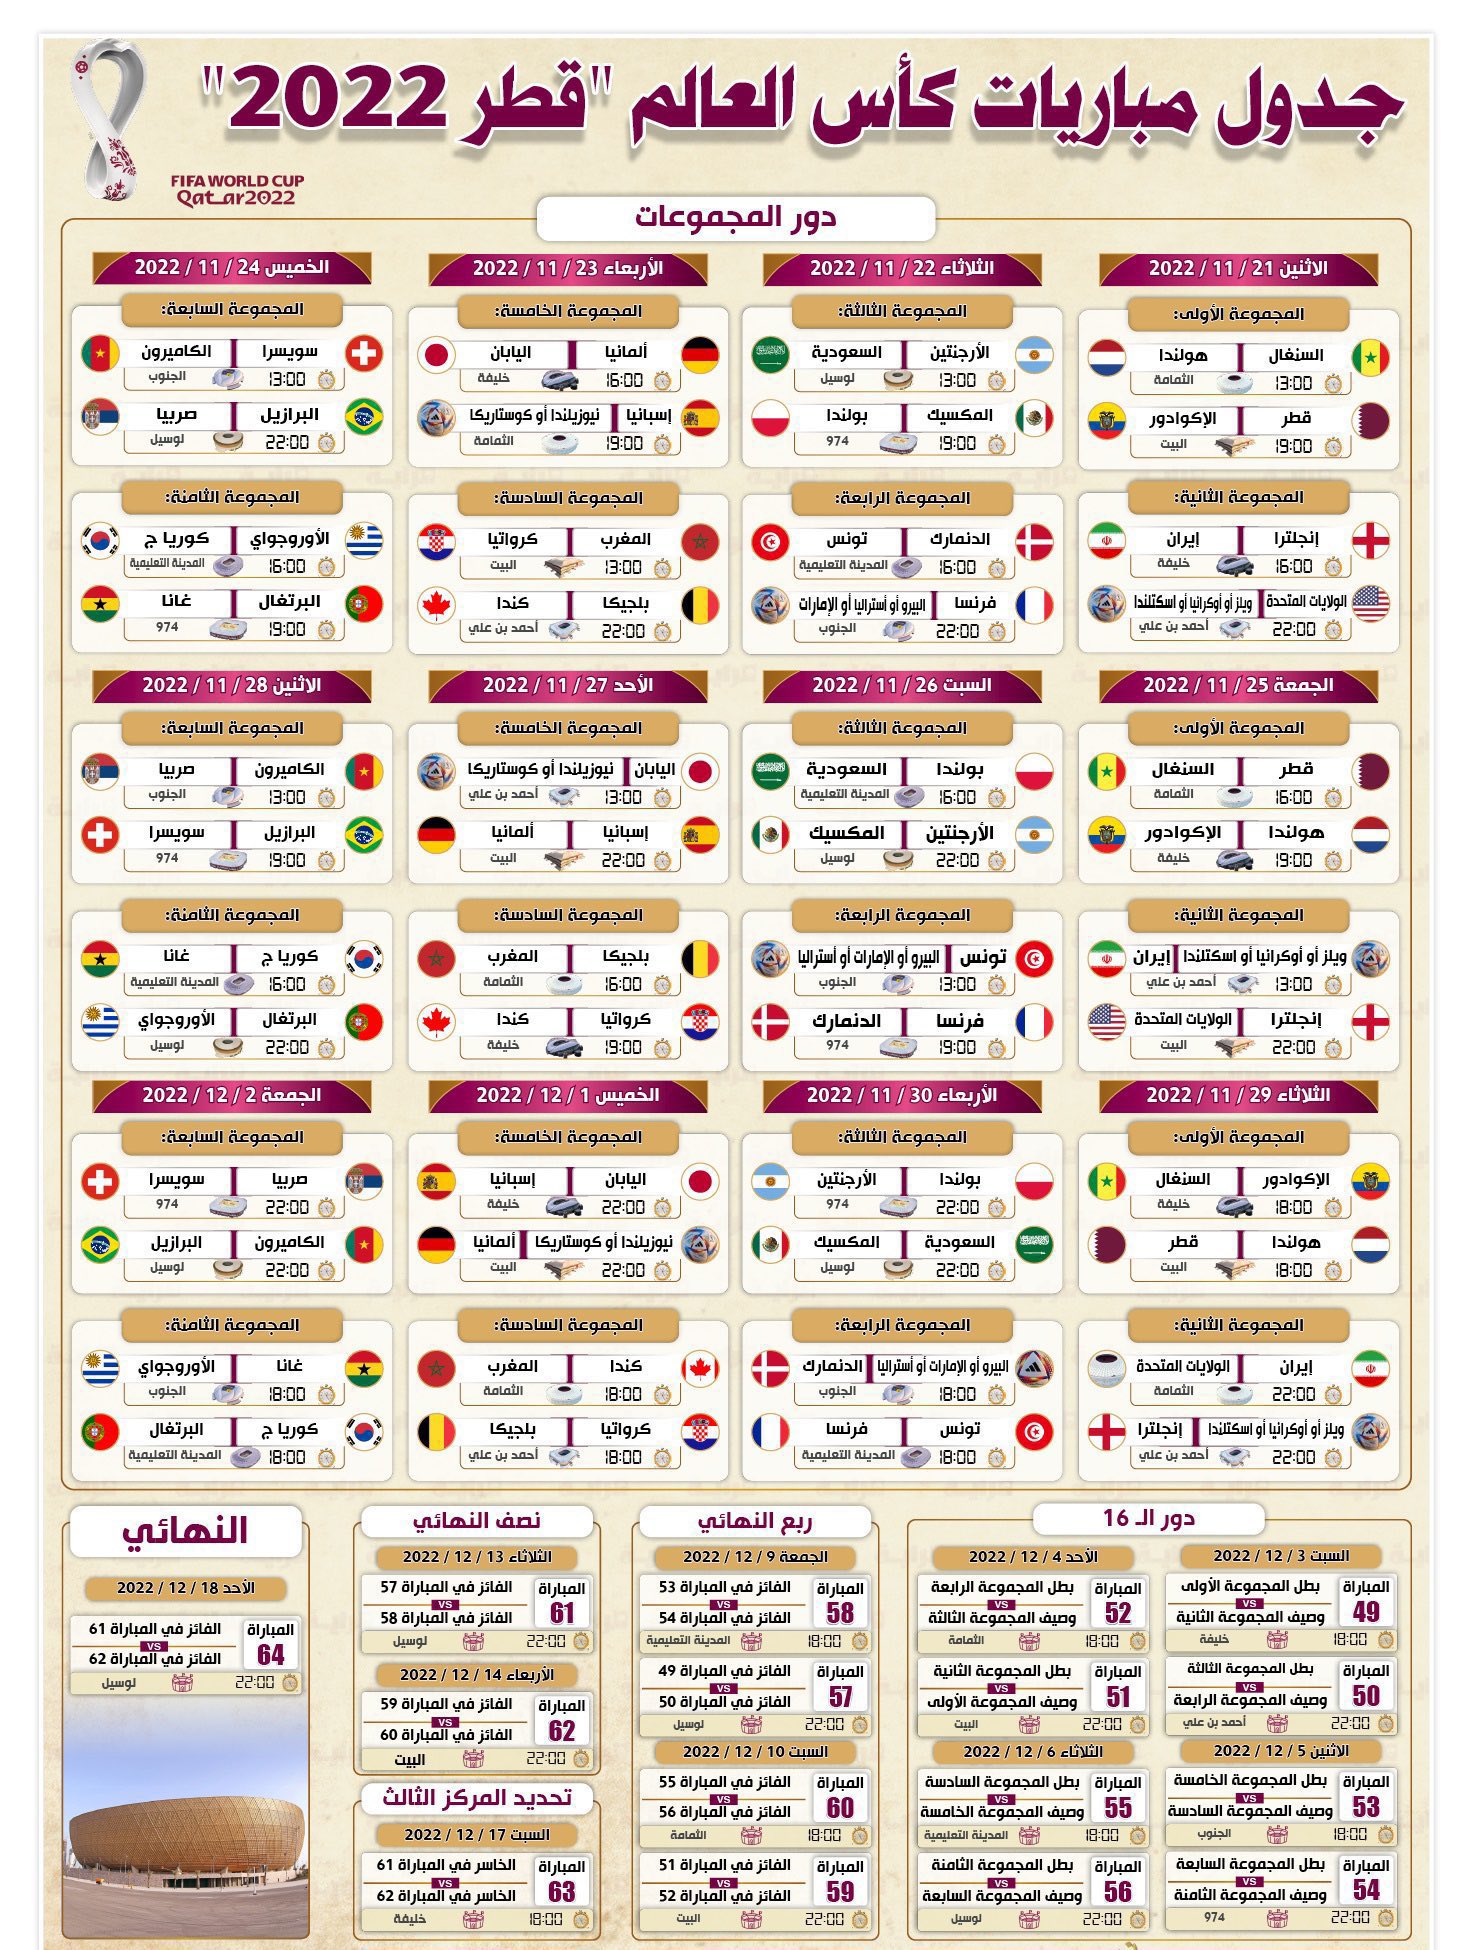 جدول مباريات كأس العالم "قطر 2022"
FIFA WORLD CUP
Qatar2022
دور المجموعات
الاثنين 21 / 11 / 2022
المجموعة الأولى:
السنغال | هولندا
13:00 الثمامة
قطر | الإكوادور
19:00 البيت
المجموعة الثانية:
إنجلترا | إيران
16:00 خليفة
الولايات المتحدة | ويلز أو أوكرانيا أو اسكتلندا
22:00 أحمد بن علي
الثلاثاء 22 / 11 / 2022
المجموعة الثالثة:
الأرجنتين | السعودية
13:00 لوسيل
المكسيك | بولندا
19:00 974
المجموعة الرابعة:
الدنمارك | تونس
16:00 المدينة التعليمية
فرنسا | البيرو أو أستراليا أو الإمارات
22:00 الجنوب
الأربعاء 23 / 11 / 2022
المجموعة الخامسة:
ألمانيا | اليابان
16:00 خليفة
إسبانيا | نيوزيلندا أو كوستاريكا
19:00 الثمامة
المجموعة السادسة:
المغرب | كرواتيا
13:00 البيت
بلجيكا | كندا
22:00 أحمد بن علي
الخميس 24 / 11 / 2022
المجموعة السابعة:
سويسرا | الكاميرون
13:00 الجنوب
البرازيل | صربيا
22:00 لوسيل
المجموعة الثامنة:
الأوروجواي | كوريا ج
16:00 المدينة التعليمية
البرتغال | غانا
19:00 974
الجمعة 25 / 11 / 2022
المجموعة الأولى:
قطر | السنغال
16:00 الثمامة
هولندا | الإكوادور
19:00 خليفة
المجموعة الثانية:
ويلز أو أوكرانيا أو اسكتلندا | إيران
13:00 أحمد بن علي
إنجلترا | الولايات المتحدة
22:00 البيت
السبت 26 / 11 / 2022
المجموعة الثالثة:
بولندا | السعودية
16:00 المدينة التعليمية
الأرجنتين | المكسيك
22:00 لوسيل
المجموعة الرابعة:
تونس | البيرو أو الإمارات أو أستراليا
13:00 الجنوب
فرنسا | الدنمارك
19:00 974
الأحد 27 / 11 / 2022
المجموعة الخامسة:
اليابان | نيوزيلندا أو كوستاريكا
13:00 أحمد بن علي
إسبانيا | ألمانيا
22:00 البيت
المجموعة السادسة:
بلجيكا | المغرب
16:00 الثمامة
كرواتيا | كندا
19:00 خليفة
الاثنين 28 / 11 / 2022
المجموعة السابعة:
الكاميرون | صربيا
13:00 الجنوب
البرازيل | سويسرا
19:00 974
المجموعة الثامنة:
كوريا ج | غانا
16:00 المدينة التعليمية
البرتغال | الأوروجواي
22:00 لوسيل
الثلاثاء 29 / 11 / 2022
المجموعة الأولى:
الإكوادور | السنغال
18:00 خليفة
هولندا | قطر
18:00 البيت
المجموعة الثانية:
إيران | الولايات المتحدة
22:00 الثمامة
ويلز أو أوكرانيا أو اسكتلندا | إنجلترا
22:00 أحمد بن علي
الأربعاء 30 / 11 / 2022
المجموعة الثالثة:
بولندا | الأرجنتين
22:00 974
السعودية | المكسيك
22:00 لوسيل
المجموعة الرابعة:
البيرو أو الإمارات أو أستراليا | الدنمارك
18:00 الجنوب
تونس | فرنسا
18:00 المدينة التعليمية
الخميس 1 / 12 / 2022
المجموعة الخامسة:
اليابان | إسبانيا
22:00 خليفة
نيوزيلندا أو كوستاريكا | ألمانيا
22:00 البيت
المجموعة السادسة:
كندا | المغرب
18:00 الثمامة
كرواتيا | بلجيكا
18:00 أحمد بن علي
الجمعة 2 / 12 / 2022
المجموعة السابعة:
صربيا | سويسرا
22:00 974
الكاميرون | البرازيل
22:00 لوسيل
المجموعة الثامنة:
غانا | الأوروجواي
18:00 الجنوب
كوريا ج | البرتغال
18:00 المدينة التعليمية
دور الـ 16
السبت 3 / 12 / 2022
المباراة 49
بطل المجموعة الأولى
VS
وصيف المجموعة الثانية
18:00 خليفة
المباراة 50
بطل المجموعة الثالثة
VS
وصيف المجموعة الرابعة
22:00 أحمد بن علي
الاثنين 5 / 12 / 2022
المباراة 53
بطل المجموعة الخامسة
VS
وصيف المجموعة السادسة
18:00 الجنوب
المباراة 54
بطل المجموعة السابعة
VS
وصيف المجموعة الثامنة
22:00 974
الأحد 4 / 12 / 2022
المباراة 52
بطل المجموعة الرابعة
VS
وصيف المجموعة الثالثة
18:00 الثمامة
المباراة 51
بطل المجموعة الثانية
VS
وصيف المجموعة الأولى
22:00 البيت
الثلاثاء 6 / 12 / 2022
المباراة 55
بطل المجموعة السادسة
VS
وصيف المجموعة الخامسة
18:00 المدينة التعليمية
المباراة 56
بطل المجموعة الثامنة
VS
وصيف المجموعة السابعة
22:00 لوسيل
ربع النهائي
الجمعة 9 / 12 / 2022
المباراة 58
الفائز في المباراة 53
VS
الفائز في المباراة 54
18:00 المدينة التعليمية
المباراة 57
الفائز في المباراة 49
VS
الفائز في المباراة 50
22:00 لوسيل
السبت 10 / 12 / 2022
المباراة 60
الفائز في المباراة 55
VS
الفائز في المباراة 56
18:00 الثمامة
المباراة 59
الفائز في المباراة 51
VS
الفائز في المباراة 52
22:00 البيت
نصف النهائي
الثلاثاء 13 / 12 / 2022
المباراة 61
الفائز في المباراة 57
VS
الفائز في المباراة 58
22:00 لوسيل
الأربعاء 14 / 12 / 2022
المباراة 62
الفائز في المباراة 59
VS
الفائز في المباراة 60
22:00 البيت
تحديد المركز الثالث
السبت 17 / 12 / 2022
المباراة 63
الخاسر في المباراة 61
VS
الخاسر في المباراة 62
18:00 خليفة
النهائي
الأحد 18 / 12 / 2022
المباراة 64
الفائز في المباراة 61
VS
الفائز في المباراة 62
22:00 لوسيل